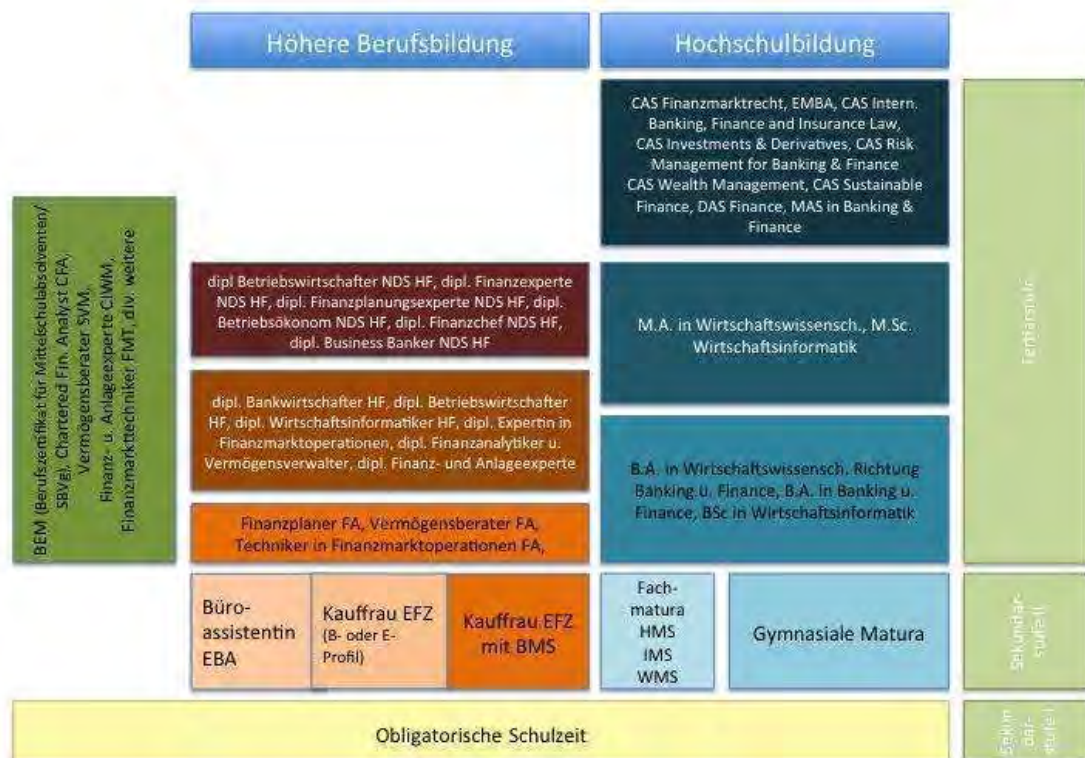 Höhere Berufsbildung
Hochschulbildung
CAS Finanzmarktrecht, EMBA, CAS Intern.
Banking, Finance and Insurance Law,
CAS Investments & Derivatives, CAS Risk
Management for Banking & Finance
CAS Wealth Management, CAS Sustainable
Finance, DAS Finance, MAS in Banking &
Finance
BEM (Berufszertifikat für Mittelschulabsolventen/
SBVg), Chartered Fin. Analyst CFA,
Vermögensberater SVM,
Finanz- u. Anlageexperte CIWM,
Finanzmarkttechniker FMT, div. weitere
dipl Betriebswirtschafter NDS HF, dipl. Finanzexperte
NDS HF, dipl. Finanzplanungsexperte NDS HF, dipl.
Betriebsökonom NDS HF, dipl. Finanzchef NDS HF,
dipl. Business Banker NDS HF
M.A. in Wirtschaftswissensch., M.Sc.
Wirtschaftsinformatik
Tertiärstufe
dipl. Bankwirtschafter HF, dipl. Betriebswirtschafter
HF, dipl. Wirtschaftsinformatiker HF, dipl. Expertin in
Finanzmarktoperationen, dipl. Finanzanalytiker u.
Vermögensverwalter, dipl. Finanz- und Anlageexperte
B.A. in Wirtschaftswissensch. Richtung
Banking u. Finance, B.A. in Banking u.
Finance, BSc in Wirtschaftsinformatik
Finanzplaner FA, Vermögensberater FA,
Techniker in Finanzmarktoperationen FA,
Büro-
assistentin
EBA
Kauffrau EFZ
(B- oder E-
Profil)
Kauffrau EFZ
mit BMS
Fach-
matura
HMS
IMS
WMS
Gymnasiale Matura
Sekundär-
stufe II
Obligatorische Schulzeit
Sekun
där-
stufe I